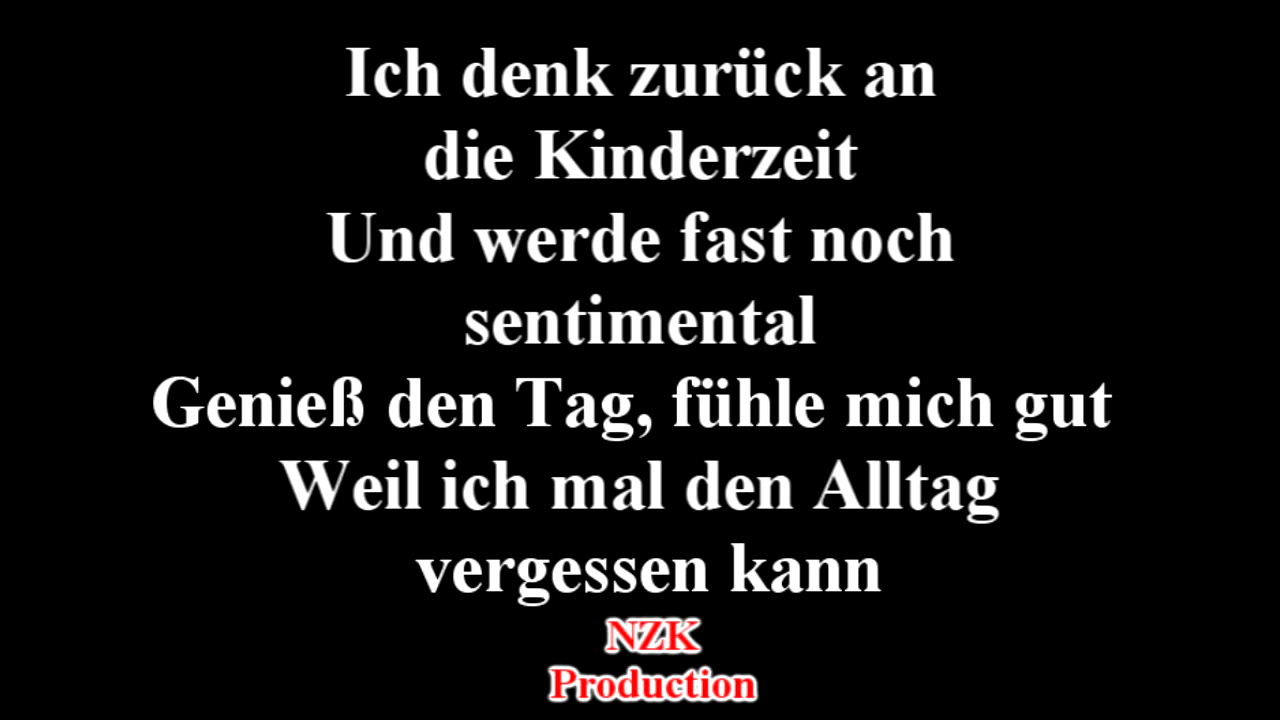 Ich denk zurück an
die Kinderzeit
Und werde fast noch
sentimental
Genieß den Tag, fühle mich gut
Weil ich mal den Alltag
vergessen kann
NZK
Production